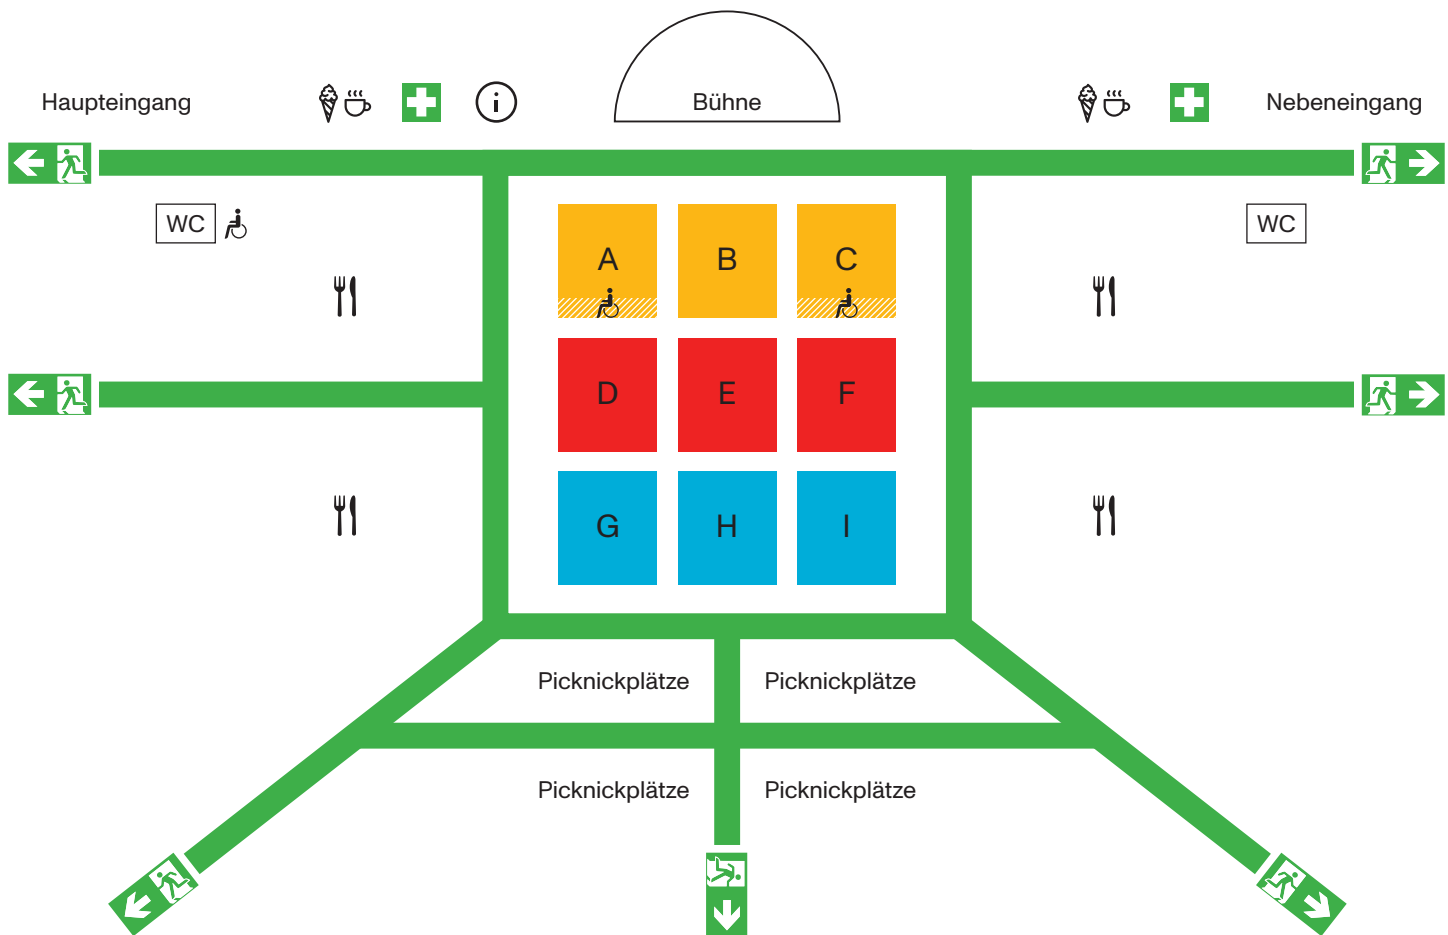 Haupteingang
i
Bühne
Nebeneingang
WC
WC
A
B
C
D
E
F
G
H
I
Picknickplätze
Picknickplätze
Picknickplätze
Picknickplätze